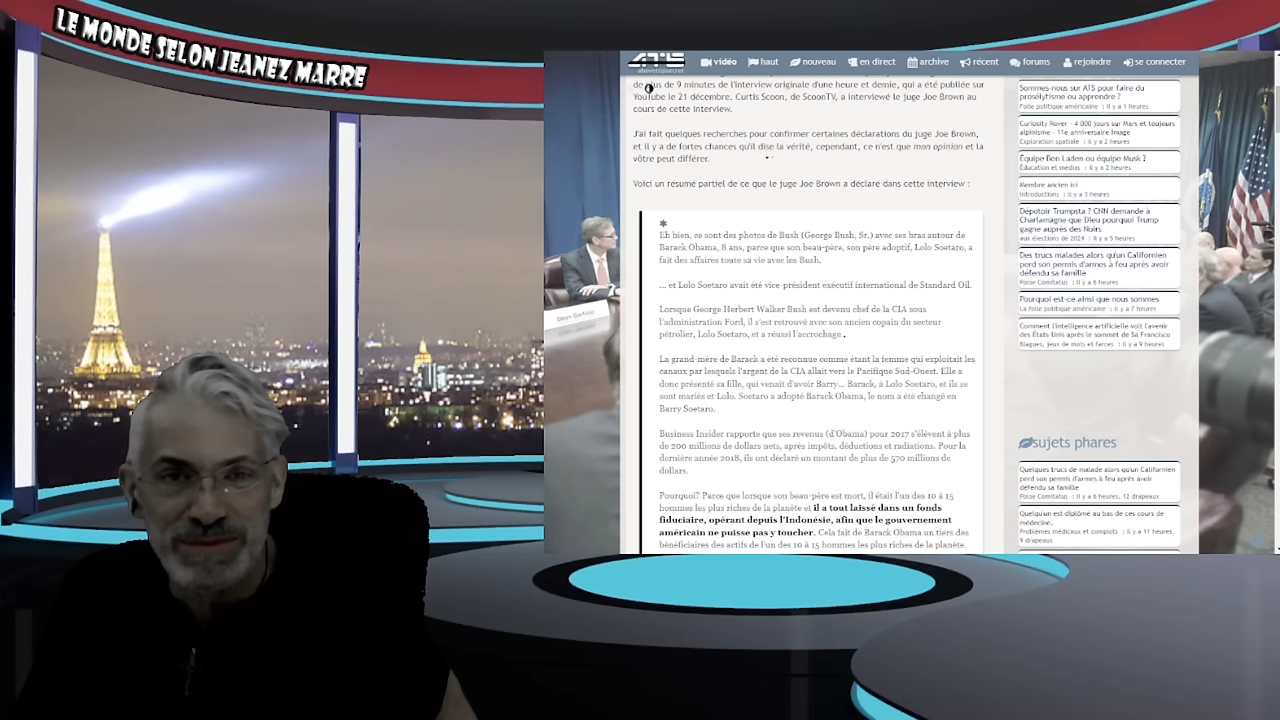 LE MONDE SELON JEANEZ MARRE
ATS
abovetopsecret
vidéo
haut
nouveau
en direct
archive
récent
forums
rejoindre
se connecter
de plus de 9 minutes de l'interview originale d'une heure et demie, qui a été publiée sur
YouTube le 21 décembre. Curtis Scoon, de ScoonTV, a interviewé le juge Joe Brown au
cours de cette interview.
J'ai fait quelques recherches pour confirmer certaines déclarations du juge Joe Brown,
et il y a de fortes chances qu'il dise la vérité, cependant, ce n'est que mon opinion et la
vôtre peut différer.
Voici un résumé partiel de ce que le juge Joe Brown a déclaré dans cette interview :
Eh bien, ce sont des photos de Bush (George Bush, Sr.) avec ses bras autour de
Barack Obama, 8 ans, parce que son beau-père, son père adoptif, Lolo Soetaro, a
fait des affaires toute sa vie avec les Bush.
... et Lolo Soetaro avait été vice-président exécutif international de Standard Oil.
Lorsque George Herbert Walker Bush est devenu chef de la CIA sous
l'administration Ford, il s'est retrouvé avec son ancien copain du secteur
pétrolier, Lolo Soetaro, et a réussi l'accrochage .
La grand-mère de Barack a été reconnue comme étant la femme qui exploitait les
canaux par lesquels l'argent de la CIA allait vers le Pacifique Sud-Ouest. Elle a
donc présenté sa fille, qui venait d'avoir Barry... Barack, à Lolo Soetaro, et ils se
sont mariés et Lolo. Soetaro a adopté Barack Obama, le nom a été changé en
Barry Soetaro.
Business Insider rapporte que ses revenus (d'Obama) pour 2017 s'élèvent à plus
de 200 millions de dollars nets, après impôts, déductions et radiations. Pour la
dernière année 2018, ils ont déclaré un montant de plus de 570 millions de
dollars.
Pourquoi? Parce que lorsque son beau-père est mort, il était l'un des 10 à 15
hommes les plus riches de la planète et il a tout laissé dans un fonds
fiduciaire, opérant depuis l'Indonésie, afin que le gouvernement
américain ne puisse pas y toucher. Cela fait de Barack Obama un tiers des
bénéficiaires des actifs de l'un des 10 à 15 hommes les plus riches de la planète.
Sommes-nous sur ATS pour faire du
prosélytisme ou apprendre ?
Folie politique américaine : il y a 1 heures
Curiosity Rover - 4 000 jours sur Mars et toujours
alpinisme - 11e anniversaire Image
Exploration spatiale : il y a 2 heures
Équipe Ben Laden ou équipe Musk ?
Éducation et médias : il y a 2 heures
Membre ancien ici
Introductions : il y a 3 heures
Dépotoir Trumpsta ? CNN demande à
Charlamagne que Dieu pourquoi Trump
gagne auprès des Noirs
aux élections de 2024 : il y a 5 heures
Des trucs malades alors qu'un Californien
perd son permis d'armes à feu après avoir
défendu sa famille
Posse Comitatus : il y a 6 heures
Pourquoi est-ce ainsi que nous sommes
La folie politique américaine : il y a 7 heures
Comment l'intelligence artificielle voit l'avenir
des États-Unis après le sommet de Sa Francisco
Blagues, jeux de mots et farces : il y a 9 heures
sujets phares
Quelques trucs de malade alors qu'un Californien
perd son permis d'armes à feu après avoir
défendu sa famille
Posse Comitatus : il y a 6 heures, 12 drapeaux
Quelqu'un est diplômé au bas de ces cours de
médecine.
Problèmes médicaux et complots : il y a 11 heures,
9 drapeaux
Dean Garfield